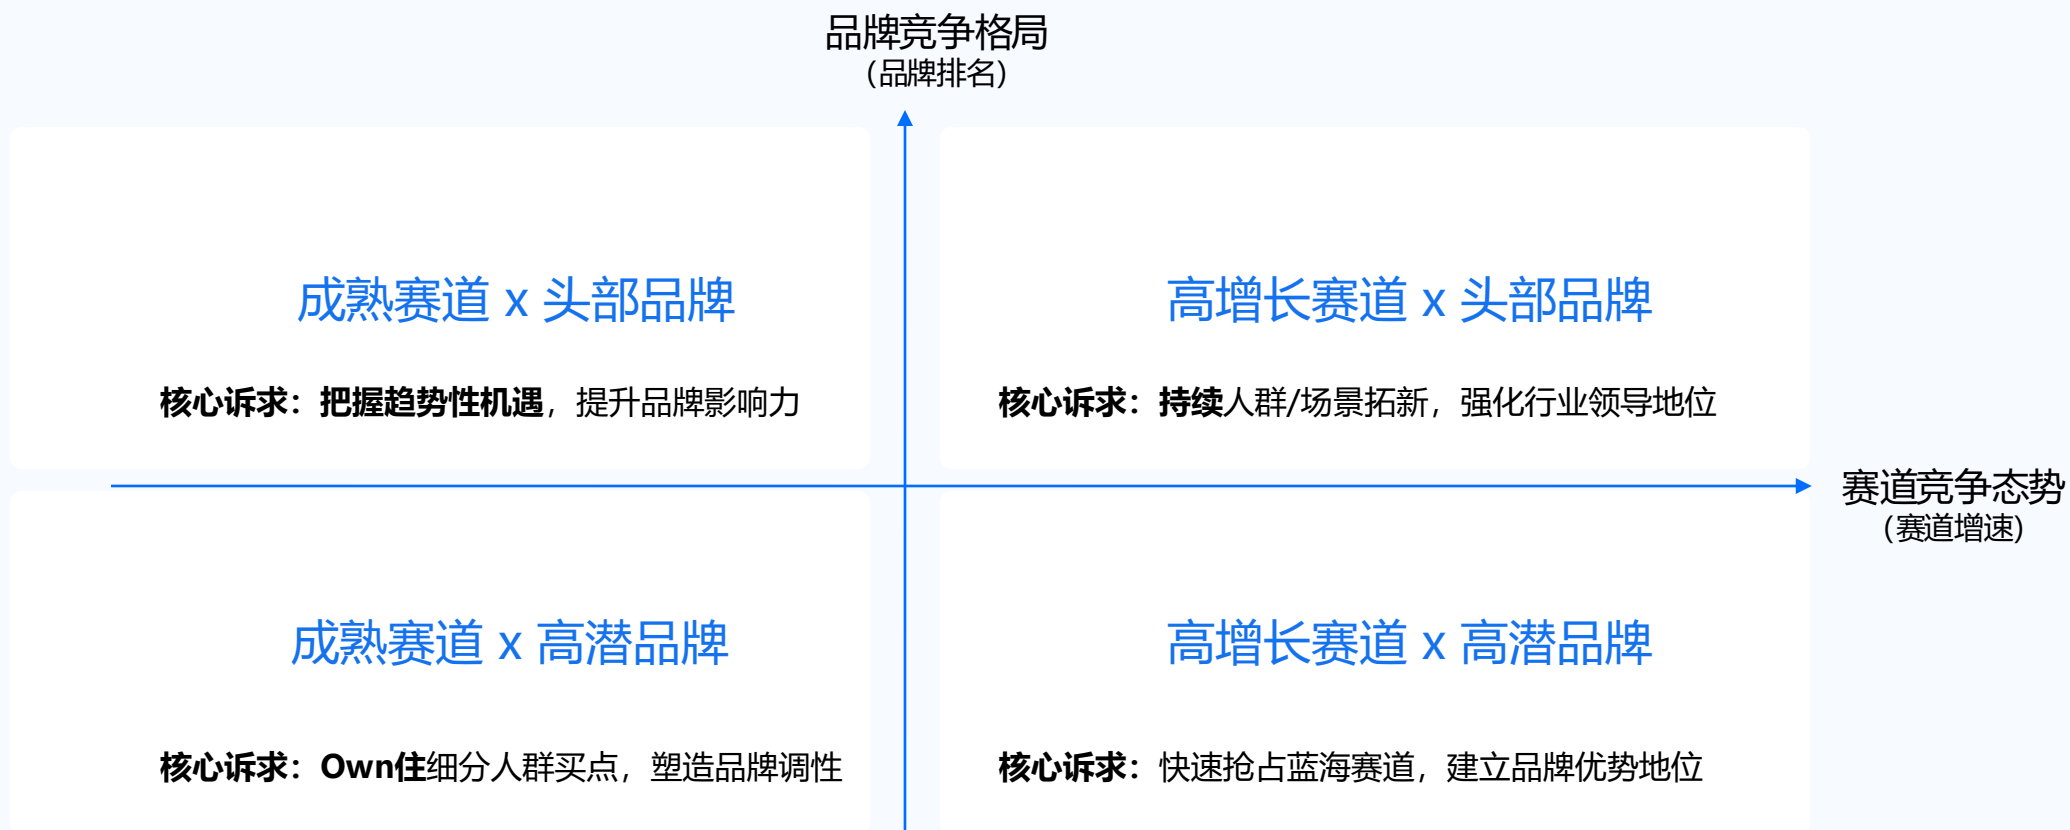 品牌竞争格局
（品牌排名）
成熟赛道 x 头部品牌
核心诉求：把握趋势性机遇，提升品牌影响力
高增长赛道 x 头部品牌
核心诉求：持续人群/场景拓新，强化行业领导地位
赛道竞争态势
（赛道增速）
成熟赛道 x 高潜品牌
核心诉求：Own住细分人群买点，塑造品牌调性
高增长赛道 x 高潜品牌
核心诉求：快速抢占蓝海赛道，建立品牌优势地位